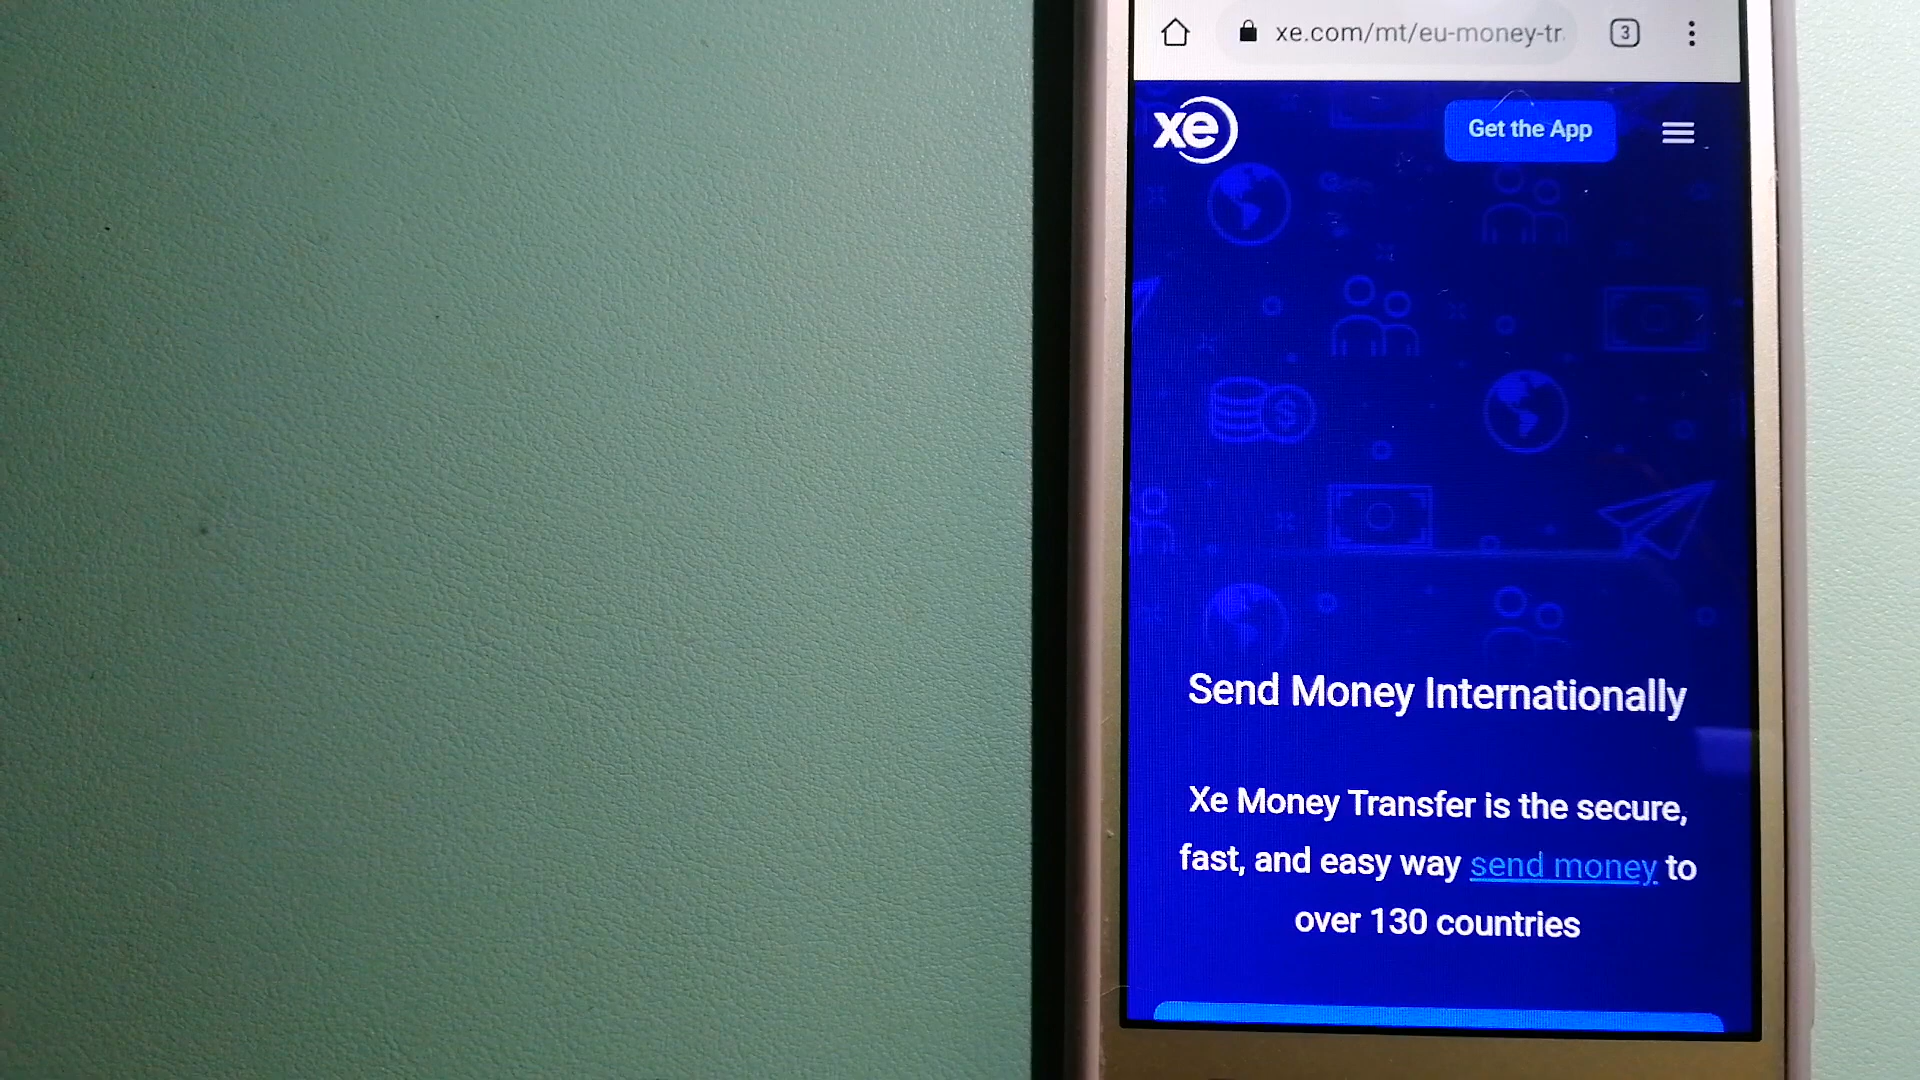 xe.com/mt/eu-money-tr
3
xe
Get the App
Send Money Internationally
Xe Money Transfer is the secure,
fast, and easy way send money to
over 130 countries